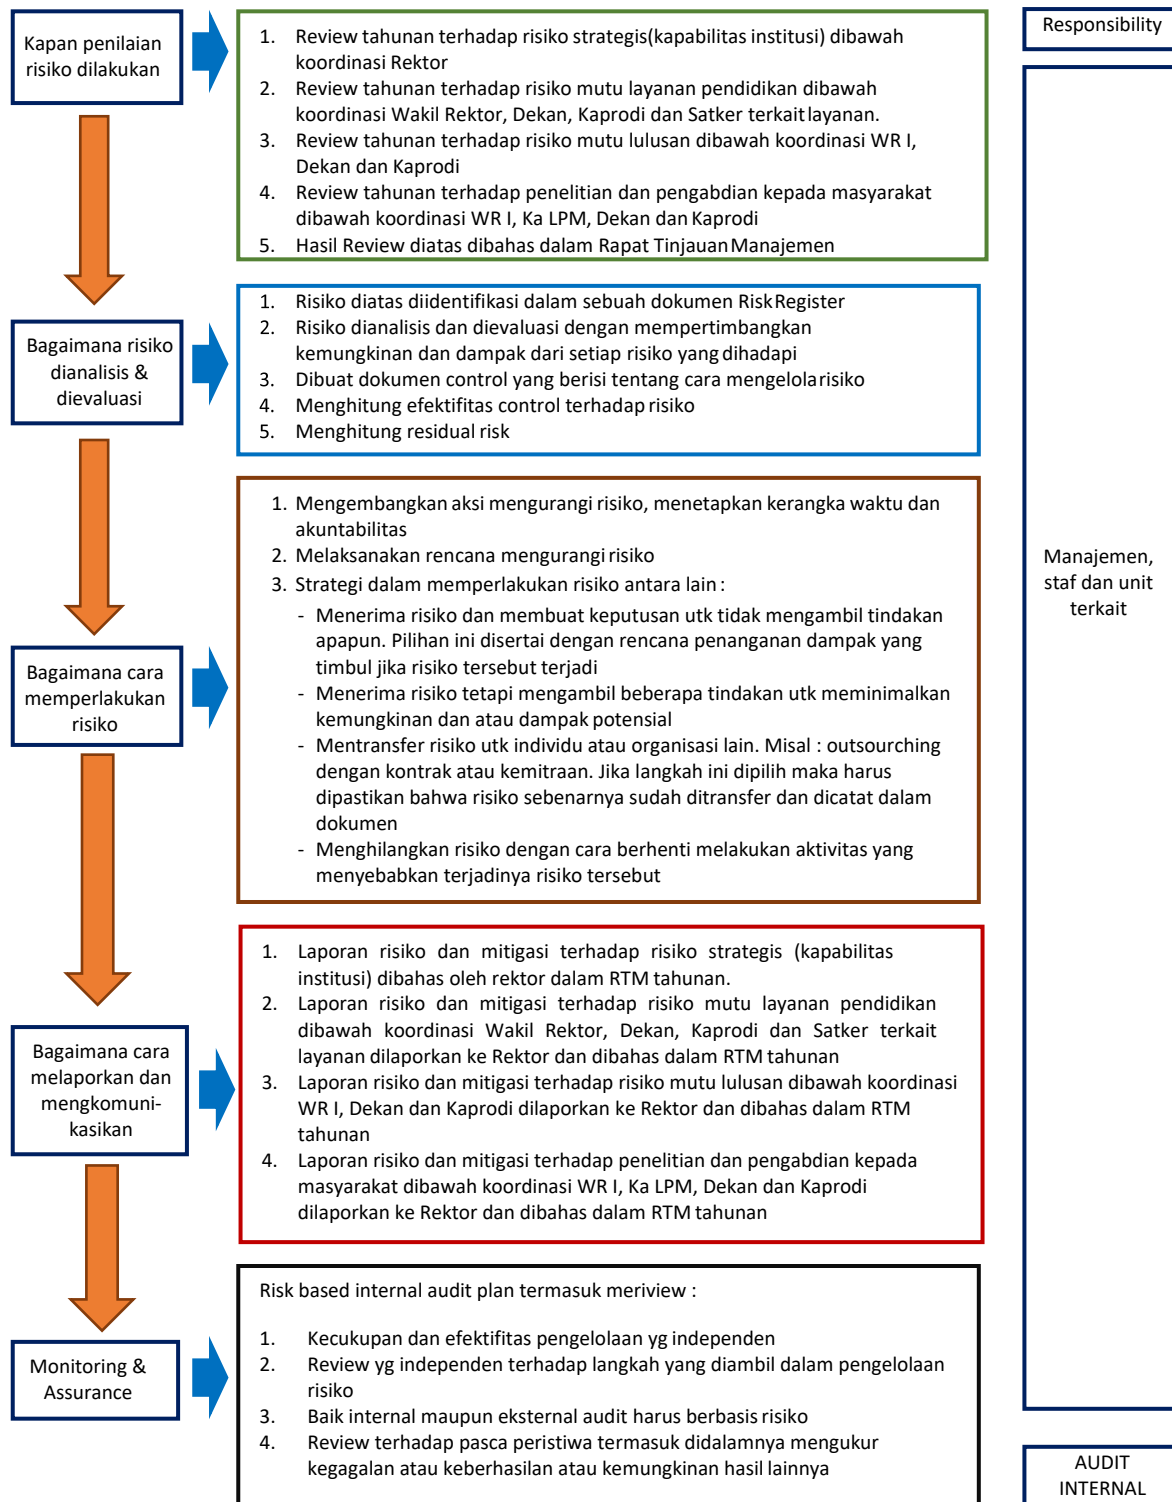 Kapan penilaian
risiko dilakukan
1. Review tahunan terhadap risiko strategis(kapabilitas institusi) dibawah
koordinasi Rektor
2. Review tahunan terhadap risiko mutu layanan pendidikan dibawah
koordinasi Wakil Rektor, Dekan, Kaprodi dan Satker terkait layanan.
3. Review tahunan terhadap risiko mutu lulusan dibawah koordinasi WR I,
Dekan dan Kaprodi
4. Review tahunan terhadap penelitian dan pengabdian kepada masyarakat
dibawah koordinasi WR I, Ka LPM, Dekan dan Kaprodi
5. Hasil Review diatas dibahas dalam Rapat Tinjauan Manajemen
Responsibility
Bagaimana risiko
dianalisis &
dievaluasi
1. Risiko diatas diidentifikasi dalam sebuah dokumen Risk Register
2. Risiko dianalisis dan dievaluasi dengan mempertimbangkan
kemungkinan dan dampak dari setiap risiko yang dihadapi
3. Dibuat dokumen control yang berisi tentang cara mengelola risiko
4. Menghitung efektifitas control terhadap risiko
5. Menghitung residual risk
Bagaimana cara
memperlakukan
risiko
1. Mengembangkan aksi mengurangi risiko, menetapkan kerangka waktu dan
akuntabilitas
2. Melaksanakan rencana mengurangi risiko
3. Strategi dalam memperlakukan risiko antara lain :
- Menerima risiko dan membuat keputusan utk tidak mengambil tindakan
apapun. Pilihan ini disertai dengan rencana penanganan dampak yang
timbul jika risiko tersebut terjadi
- Menerima risiko tetapi mengambil beberapa tindakan utk meminimalkan
kemungkinan dan atau dampak potensial
- Mentransfer risiko utk individu atau organisasi lain. Misal : outsourching
dengan kontrak atau kemitraan. Jika langkah ini dipilih maka harus
dipastikan bahwa risiko sebenarnya sudah ditransfer dan dicatat dalam
dokumen
- Menghilangkan risiko dengan cara berhenti melakukan aktivitas yang
menyebabkan terjadinya risiko tersebut
Manajemen,
staf dan unit
terkait
Bagaimana cara
melaporkan dan
mengkomuni-
kasikan
1. Laporan risiko dan mitigasi terhadap risiko strategis (kapabilitas
institusi) dibahas oleh rektor dalam RTM tahunan.
2. Laporan risiko dan mitigasi terhadap risiko mutu layanan pendidikan
dibawah koordinasi Wakil Rektor, Dekan, Kaprodi dan Satker terkait
layanan dilaporkan ke Rektor dan dibahas dalam RTM tahunan
3. Laporan risiko dan mitigasi terhadap risiko mutu lulusan dibawah koordinasi
WR I, Dekan dan Kaprodi dilaporkan ke Rektor dan dibahas dalam RTM
tahunan
4. Laporan risiko dan mitigasi terhadap penelitian dan pengabdian kepada
masyarakat dibawah koordinasi WR I, Ka LPM, Dekan dan Kaprodi
dilaporkan ke Rektor dan dibahas dalam RTM tahunan
Monitoring &
Assurance
Risk based internal audit plan termasuk meriview :
1. Kecukupan dan efektifitas pengelolaan yg independen
2. Review yg independen terhadap langkah yang diambil dalam pengelolaan
risiko
3. Baik internal maupun eksternal audit harus berbasis risiko
4. Review terhadap pasca peristiwa termasuk didalamnya mengukur
kegagalan atau keberhasilan atau kemungkinan hasil lainnya
AUDIT
INTERNAL